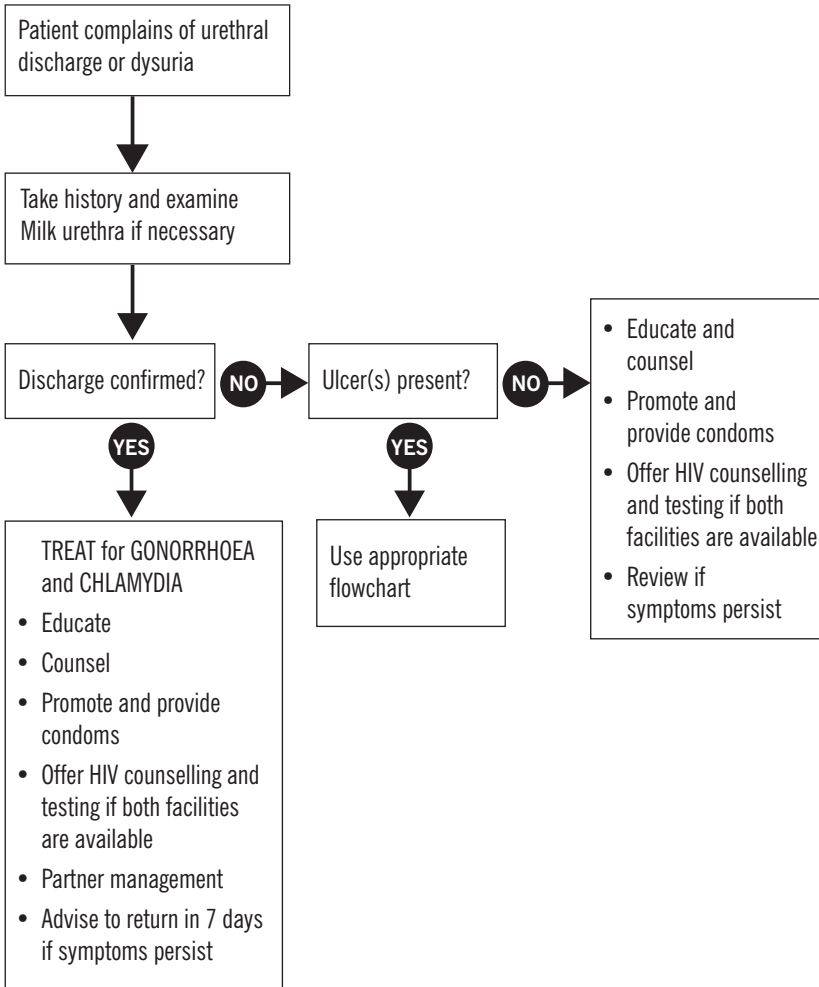 Patient complains of urethral
discharge or dysuria
Take history and examine
Milk urethra if necessary
Discharge confirmed?
NO
Ulcer(s) present?
NO
• Educate and
counsel
• Promote and
provide condoms
• Offer HIV counselling
and testing if both
facilities are available
• Review if
symptoms persist
YES
YES
TREAT for GONORRHOEA
and CHLAMYDIA
• Educate
• Counsel
• Promote and provide
condoms
• Offer HIV counselling and
testing if both facilities
are available
• Partner management
• Advise to return in 7 days
if symptoms persist
Use appropriate
flowchart